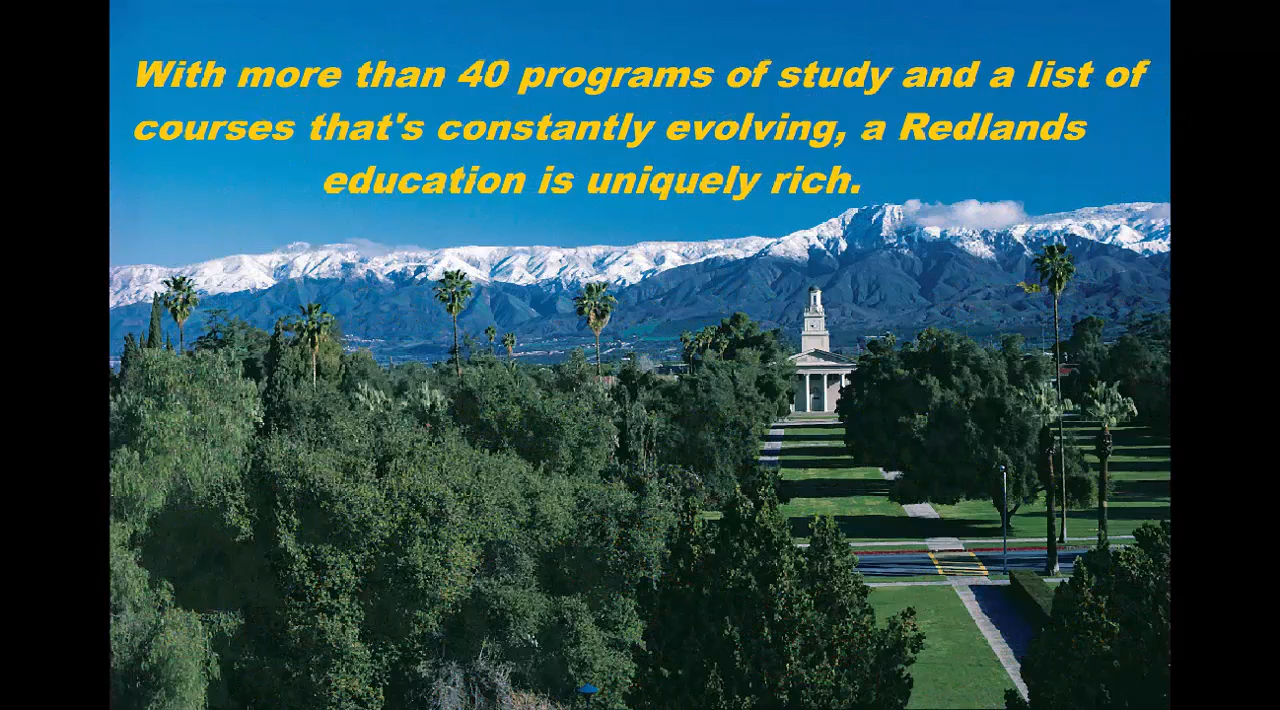 With more than 40 programs of study and a list of
courses that's constantly evolving, a Redlands
education is uniquely rich.